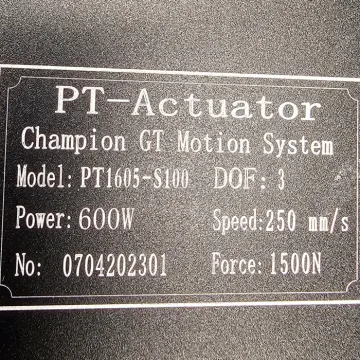 PT-Actuator
Champion GT Motion System
Model: PT1605-S100 DOF: 3
Power: 600W Speed: 250 mm/s
No: 0704202301 Force: 1500N